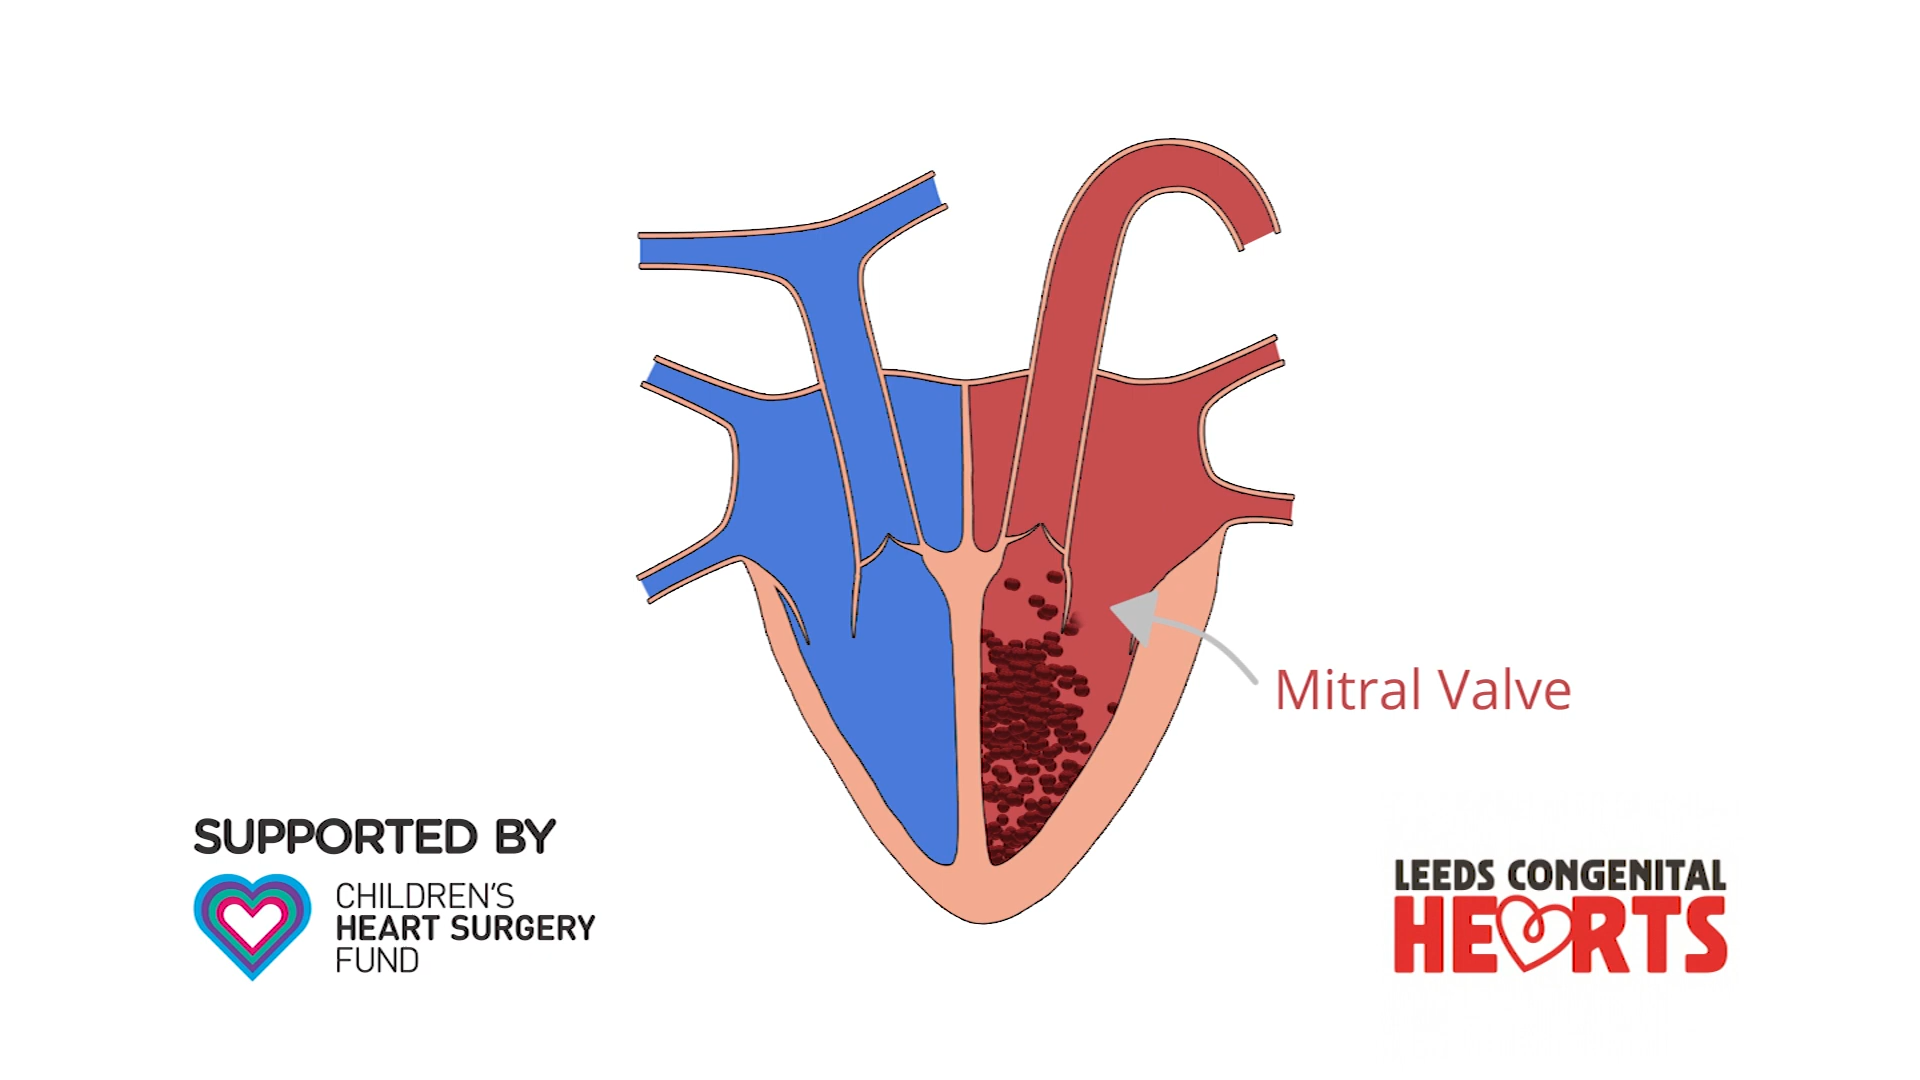 Mitral Valve
SUPPORTED BY
CHILDREN'S
HEART SURGERY
FUND
LEEDS CONGENITAL
HEARTS